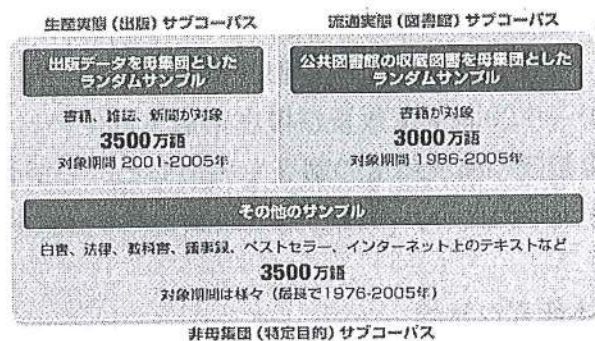 生産実態（出版）サブコーパス
出版データを母集団とした
ランダムサンプル
書籍、雑誌、新聞が対象
3500万語
対象期間 2001-2005年
流通実態（図書館）サブコーパス
公共図書館の収蔵図書を母集団とした
ランダムサンプル
書籍が対象
3000万語
対象期間 1986-2005年
その他のサンプル
白書、法律、教科書、議事録、ベストセラー、インターネット上のテキストなど
3500万語
対象期間は様々（最長で1976-2005年）
非母集団（特定目的）サブコーパス